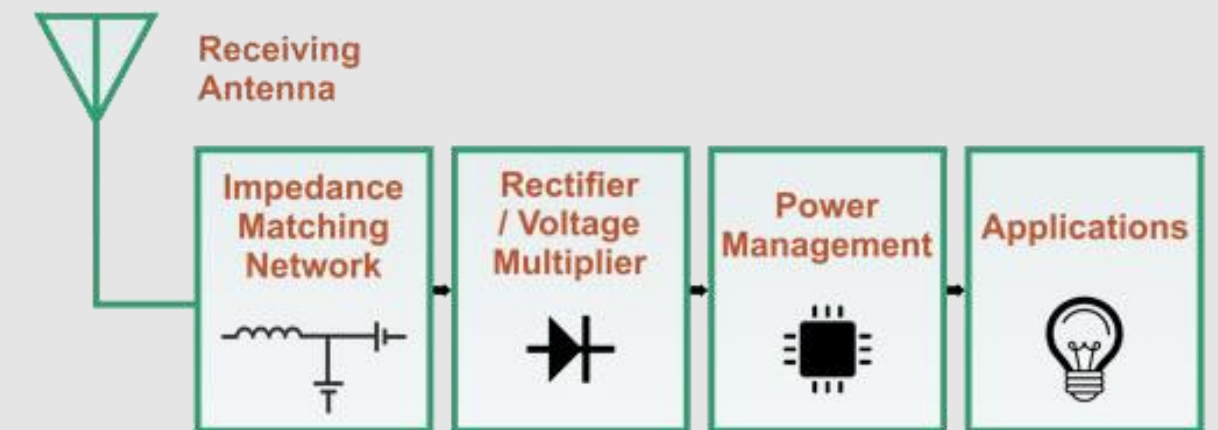 Receiving
Antenna
Impedance
Matching
Network
Rectifier
/ Voltage
Multiplier
Power
Management
Applications